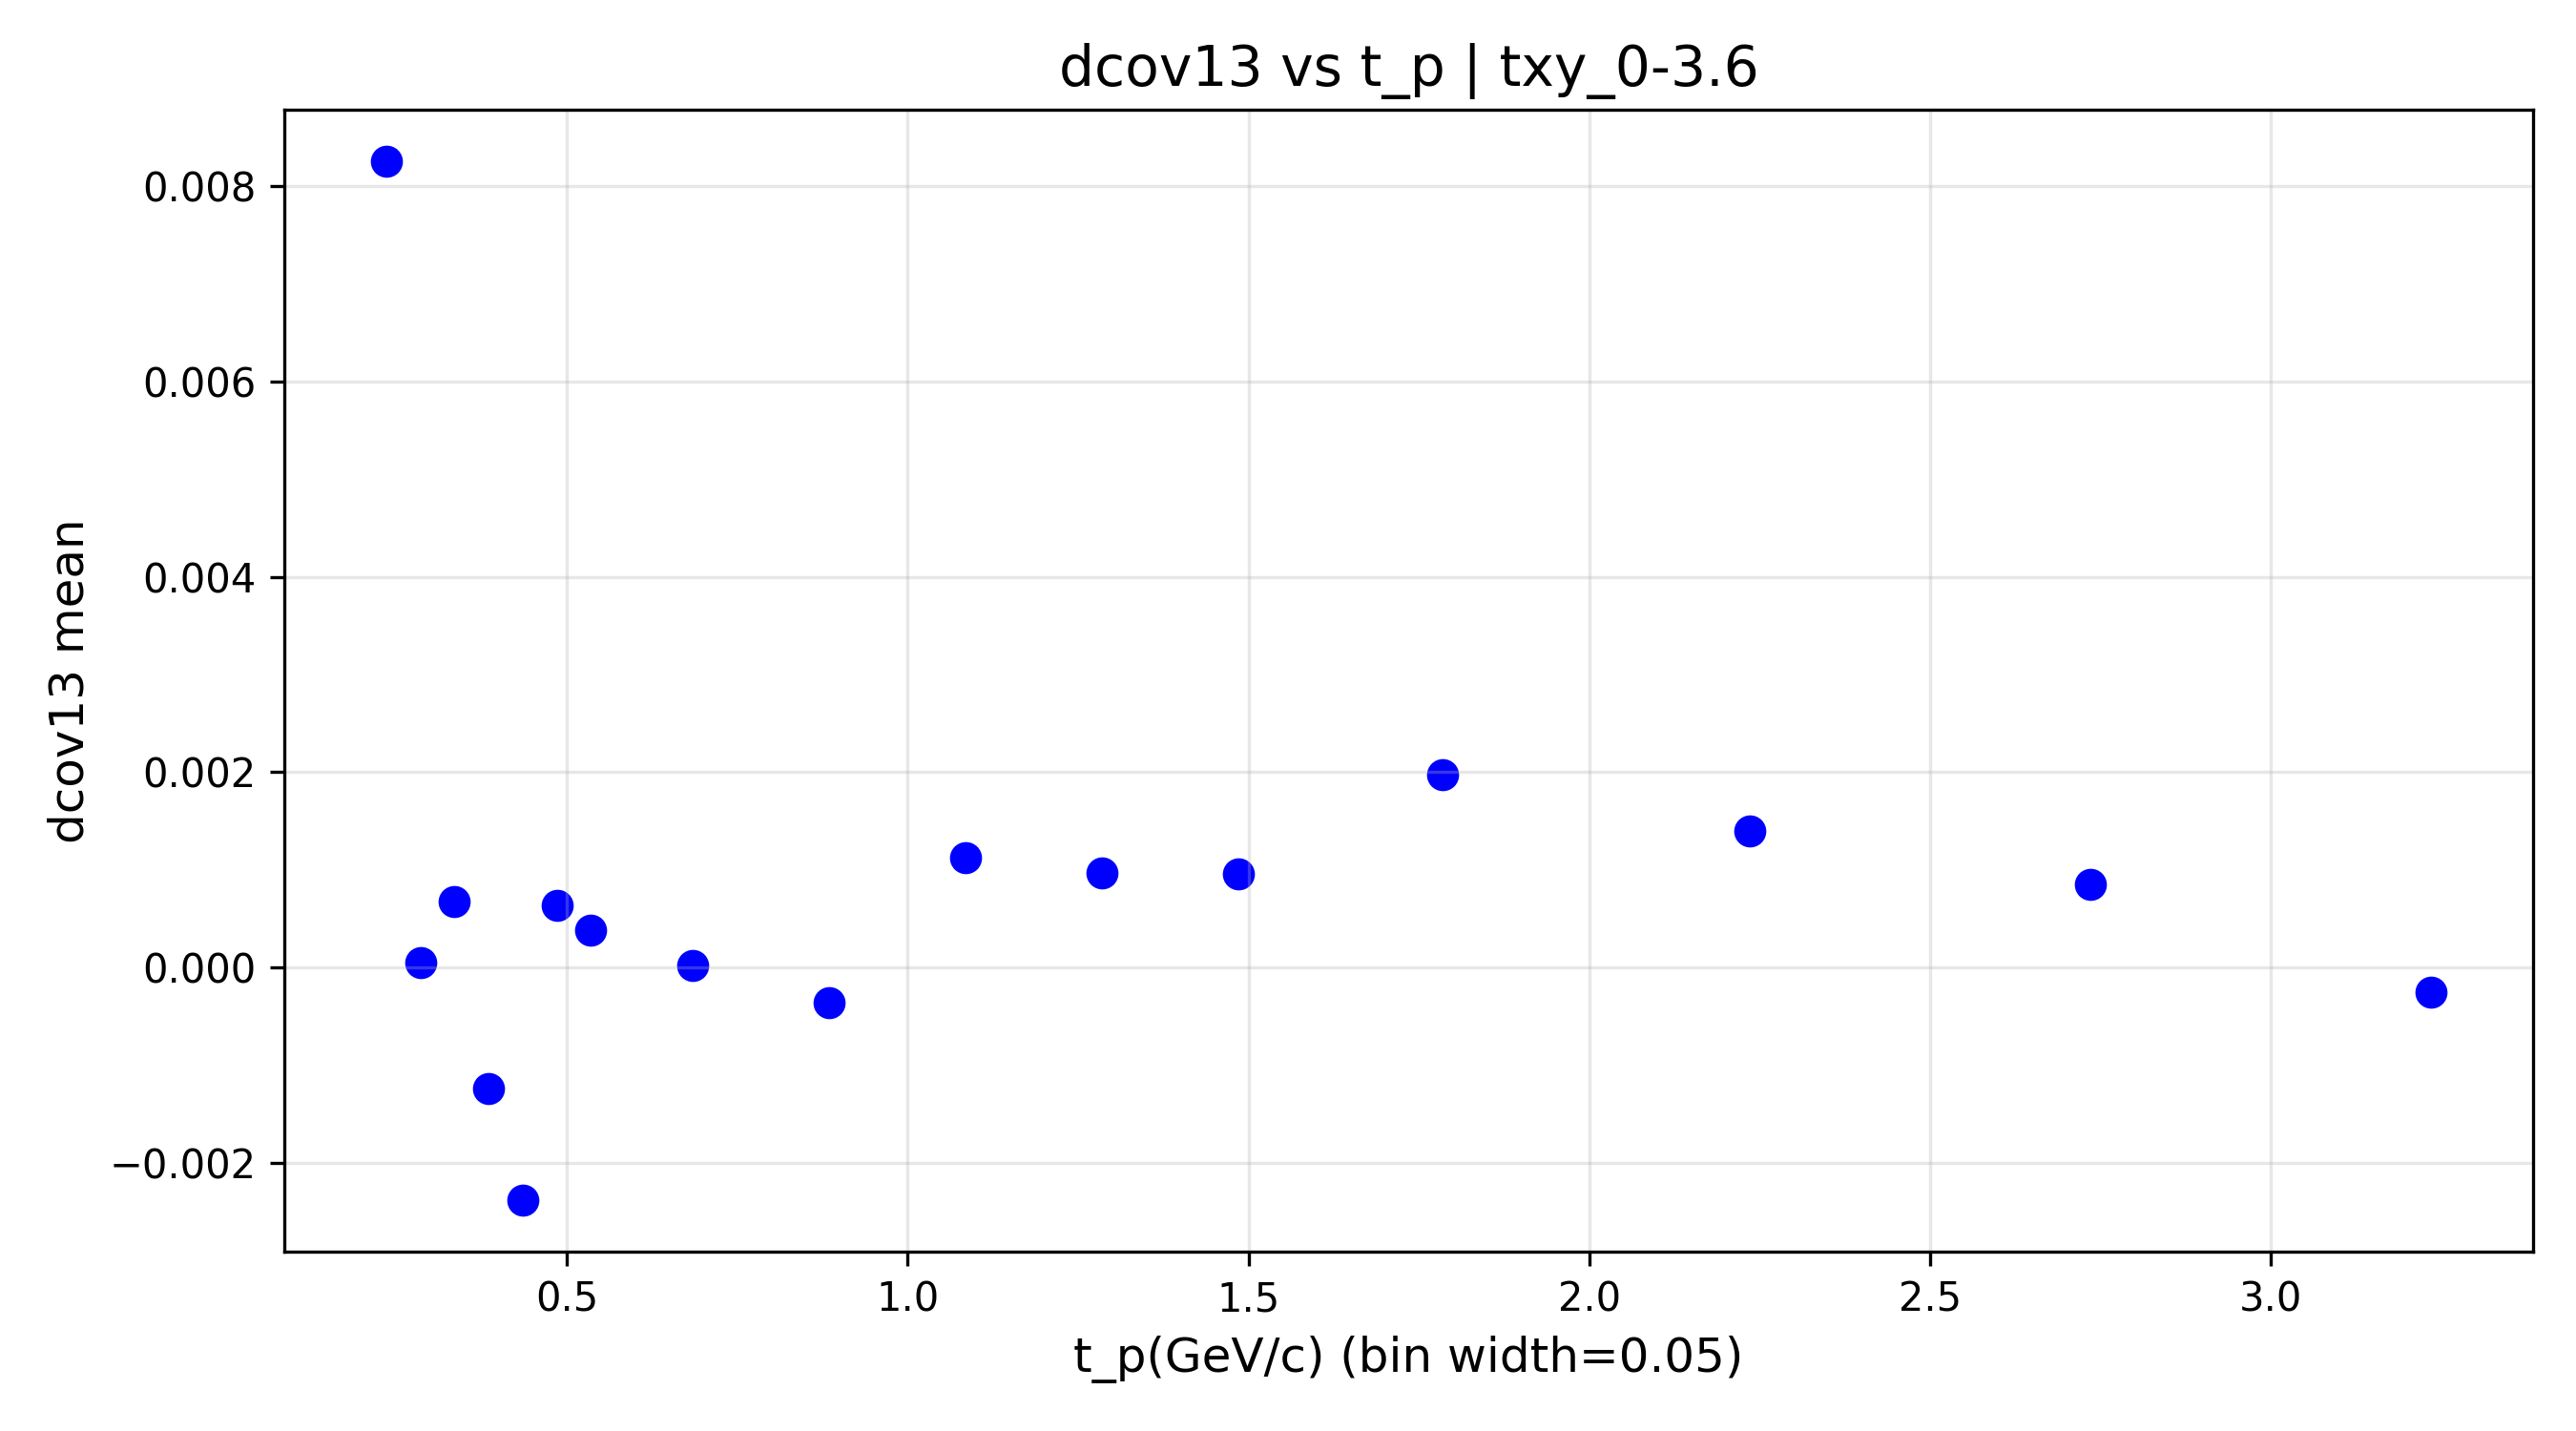 dcov13 vs t_p | txy_0-3.6
dcov13 mean
0.008
0.006
0.004
0.002
0.000
−0.002
0.5 1.0 1.5 2.0 2.5 3.0
t_p(GeV/c) (bin width=0.05)